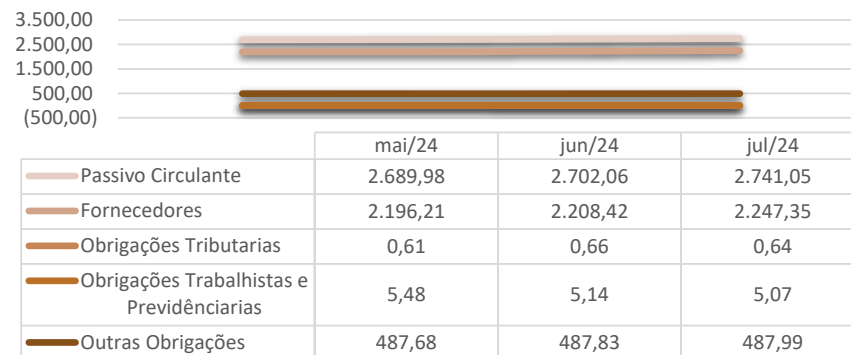 3.500,00
2.500,00
1.500,00
500,00
(500,00)
mai/24 jun/24 jul/24
Passivo Circulante 2.689,98 2.702,06 2.741,05
Fornecedores 2.196,21 2.208,42 2.247,35
Obrigações Tributarias 0,61 0,66 0,64
Obrigações Trabalhistas e
Previdênciarias 5,48 5,14 5,07
Outras Obrigações 487,68 487,83 487,99